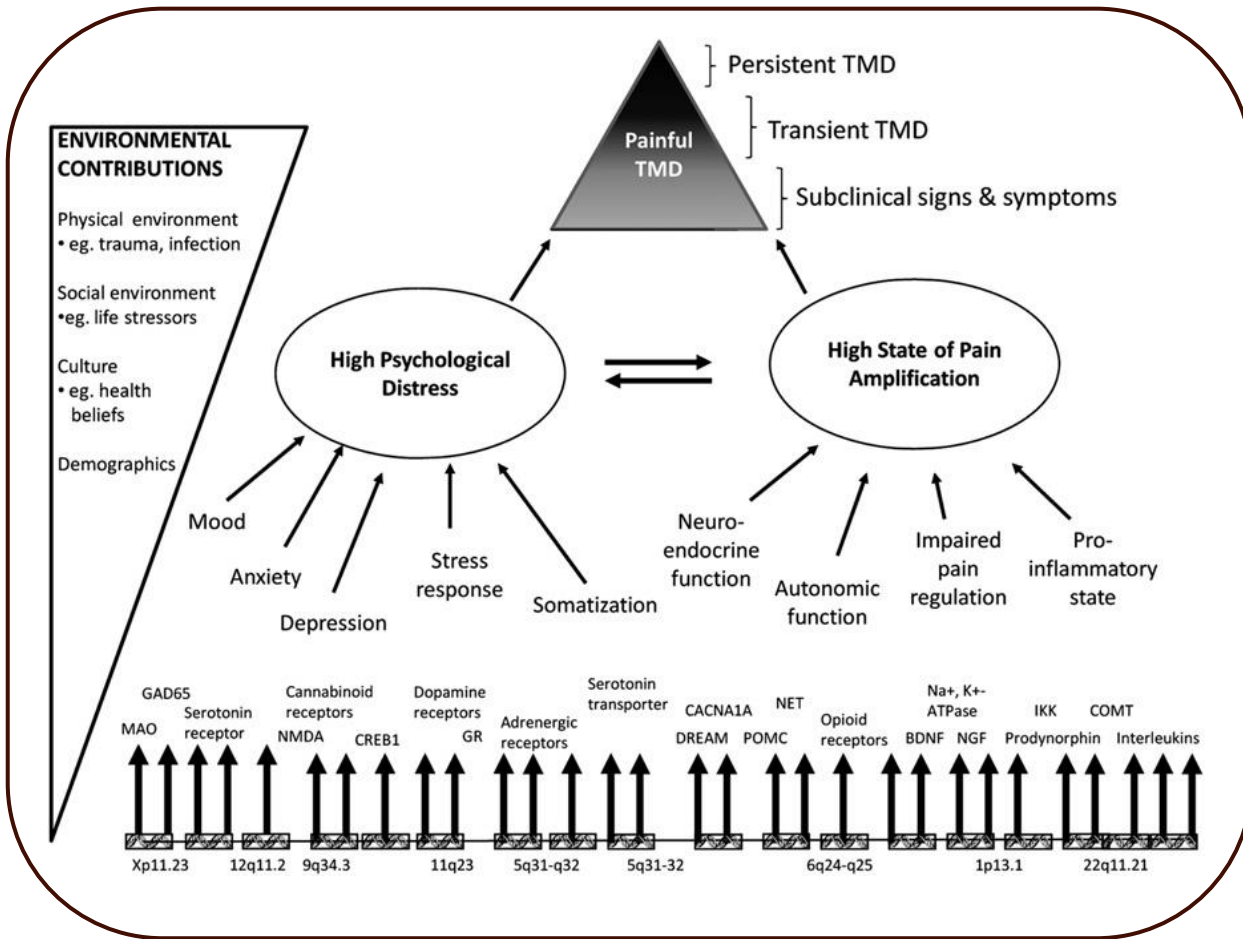 Persistent TMD
Transient TMD
Subclinical signs & symptoms
Painful
TMD
ENVIRONMENTAL
CONTRIBUTIONS
Physical environment
• eg. trauma, infection
Social environment
•eg. life stressors
Culture
• eg. health
beliefs
Demographics
High Psychological
Distress
High State of Pain
Amplification
Mood
Anxiety
Depression
Stress
response
Somatization
Neuro-
endocrine
function
Autonomic
function
Impaired
pain
regulation
Pro-
inflammatory
state
MAO
GAD65
Serotonin
receptor
NMDA
Cannabinoid
receptors
CREB1
Dopamine
receptors
GR
Adrenergic
receptors
Serotonin
transporter
DREAM
CACNA1A
POMC
NET
Opioid
receptors
BDNF
Na+, K+-
ATPase
NGF
IKK
Prodynorphin
COMT
Interleukins
Xp11.23
12q11.2
9q34.3
11q23
5q31-q32
5q31-32
6q24-q25
1p13.1
22q11.21